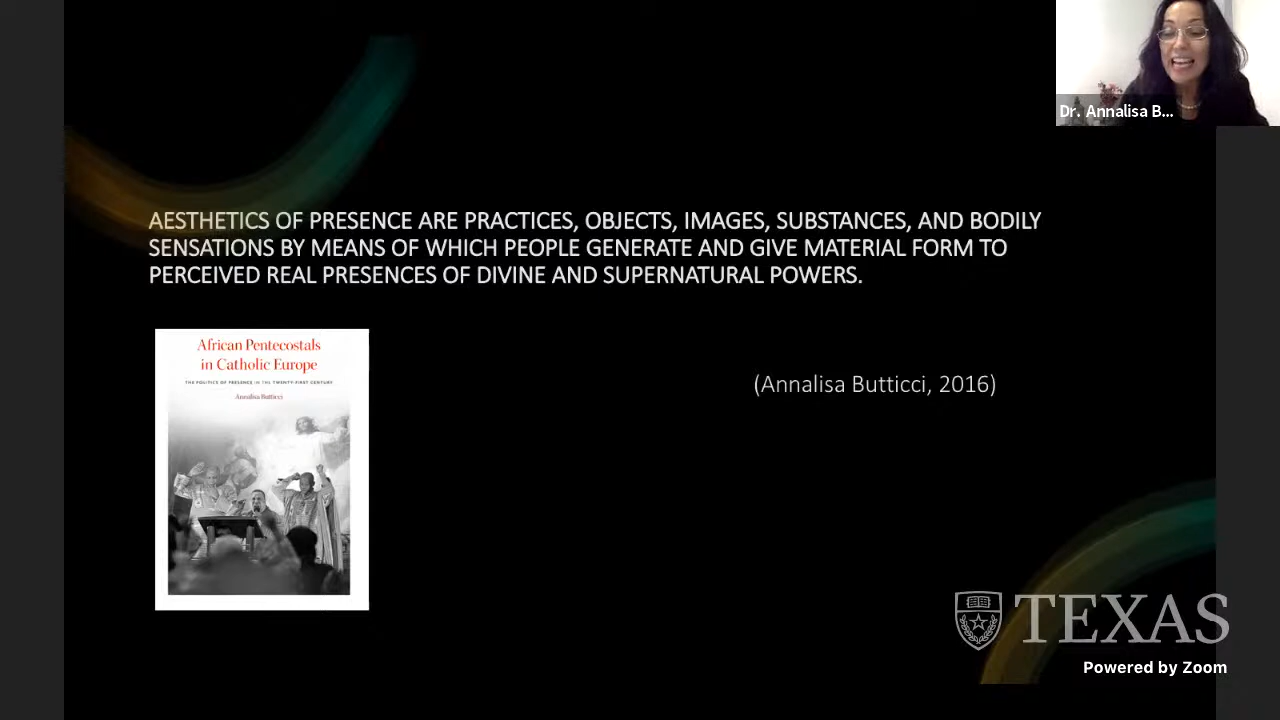 Dr. Annalisa B...
AESTHETICS OF PRESENCE ARE PRACTICES, OBJECTS, IMAGES, SUBSTANCES, AND BODILY
SENSATIONS BY MEANS OF WHICH PEOPLE GENERATE AND GIVE MATERIAL FORM TO
PERCEIVED REAL PRESENCES OF DIVINE AND SUPERNATURAL POWERS.
African Pentecostals
in Catholic Europe
THE POLITICS OF PRESENCE IN THE TWENTY-FIRST CENTURY
Annalisa Butticci
(Annalisa Butticci, 2016)
TEXAS
Powered by Zoom